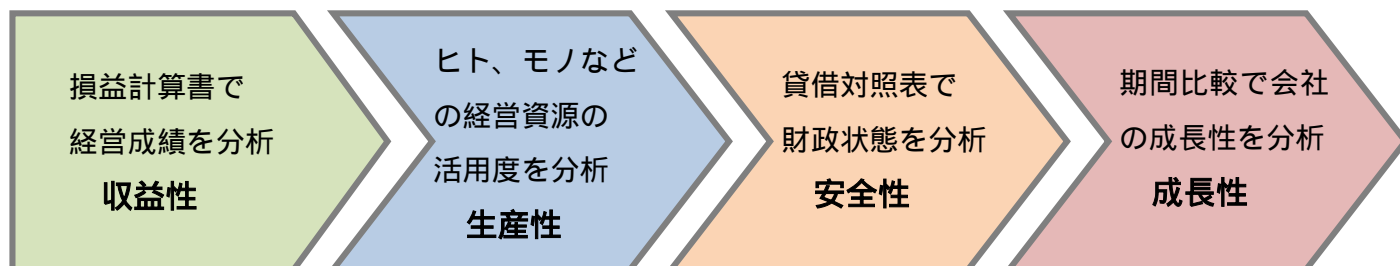 損益計算書で
経営成績を分析
収益性
ヒト、モノなど
の経営資源の
活用度を分析
生産性
貸借対照表で
財政状態を分析
安全性
期間比較で会社
の成長性を分析
成長性